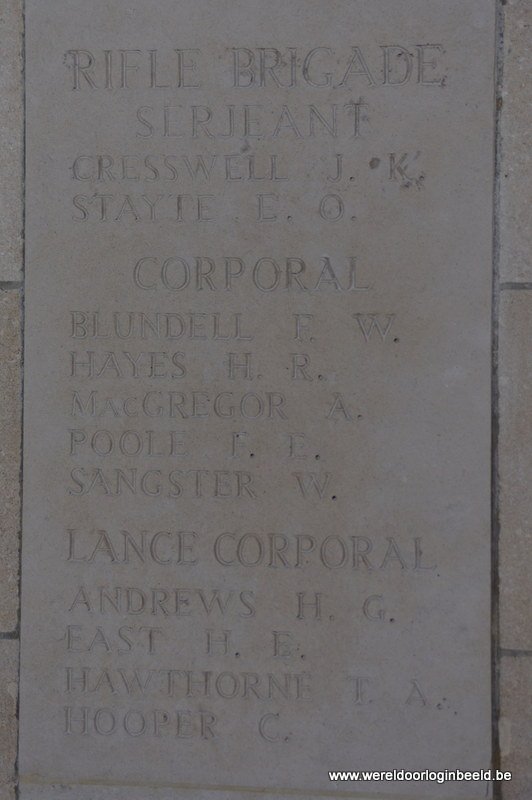 RIFLE BRIGADE
SERJEANT
CRESSWELL J. K.
STAYTE E. O.
CORPORAL
BLUNDELL F. W.
HAYES H. R.
MacGREGOR A.
POOLE F. E.
SANGSTER W.
LANCE CORPORAL
ANDREWS H. G.
EAST H. E.
HAWTHORNE T. A.
HOOPER C.
www.wereldoorloginbeeld.be